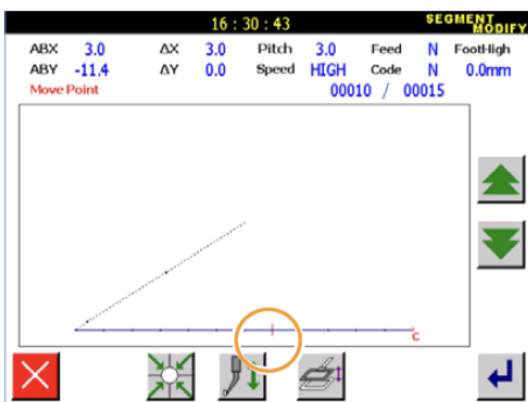 16 : 30 : 43 SEGMENT MODIFY
ABX 3.0 ΔX 3.0 Pitch 3.0 Feed N FootHigh
ABY -11.4 ΔY 0.0 Speed HIGH Code N 0.0mm
Move Point 00010 / 00015
C